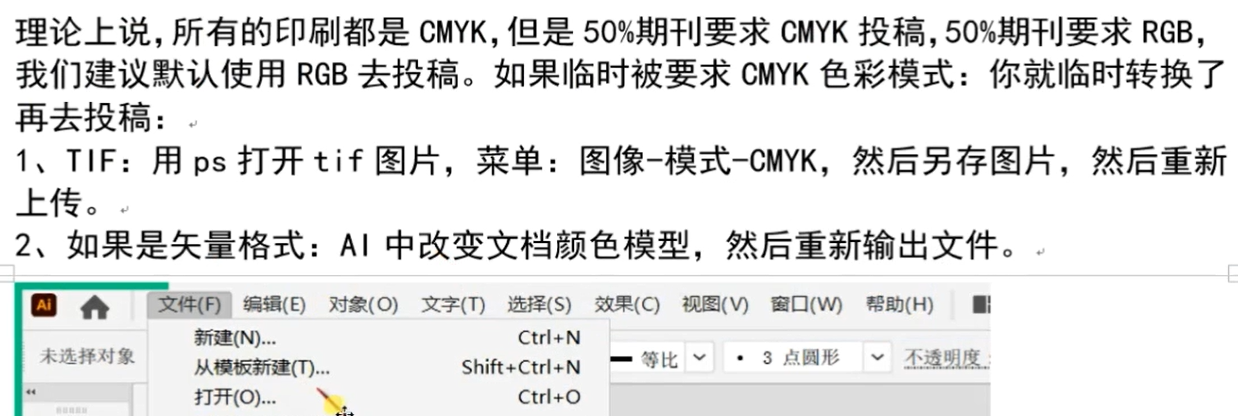 理论上说，所有的印刷都是 CMYK，但是 50%期刊要求 CMYK 投稿，50%期刊要求 RGB，
我们建议默认使用 RGB 去投稿。如果临时被要求 CMYK 色彩模式：你就临时转换了
再去投稿：
1、TIF：用 ps 打开 tif 图片，菜单：图像-模式-CMYK，然后另存图片，然后重新
上传。
2、如果是矢量格式：AI 中改变文档颜色模型，然后重新输出文件。
Ai 文件(F) 编辑(E) 对象(O) 文字(T) 选择(S) 效果(C) 视图(V) 窗口(W) 帮助(H)
新建(N)... Ctrl+N
未选择对象 等比 3 点圆形 不透明度：
从模板新建(T)... Shift+Ctrl+N
打开(O)... Ctrl+O